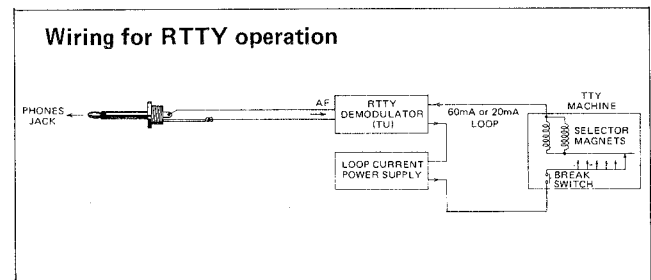 Wiring for RTTY operation
PHONES
JACK
AF
RTTY
DEMODULATOR
(TU)
60mA or 20mA
LOOP
TTY
MACHINE
SELECTOR
MAGNETS
LOOP CURRENT
POWER SUPPLY
BREAK
SWITCH